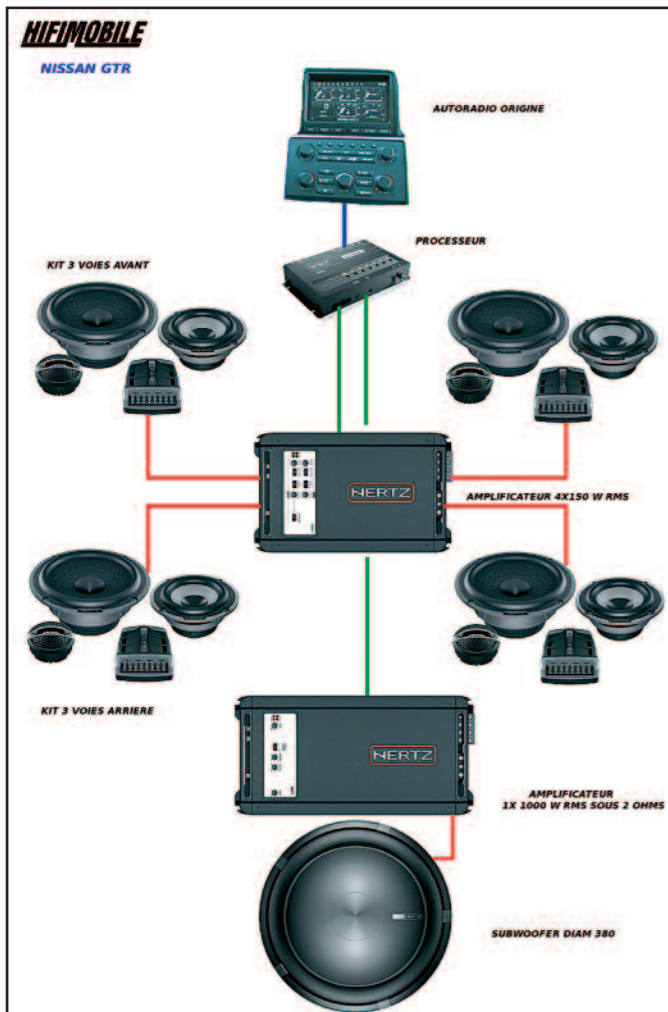 HIFIMOBILE
NISSAN GTR
AUTORADIO ORIGINE
PROCESSEUR
KIT 3 VOIES AVANT
HERTZ
AMPLIFICATEUR 4X150 W RMS
KIT 3 VOIES ARRIERE
HERTZ
AMPLIFICATEUR
1X 1000 W RMS SOUS 2 OHMS
SUBWOOFER DIAM 380